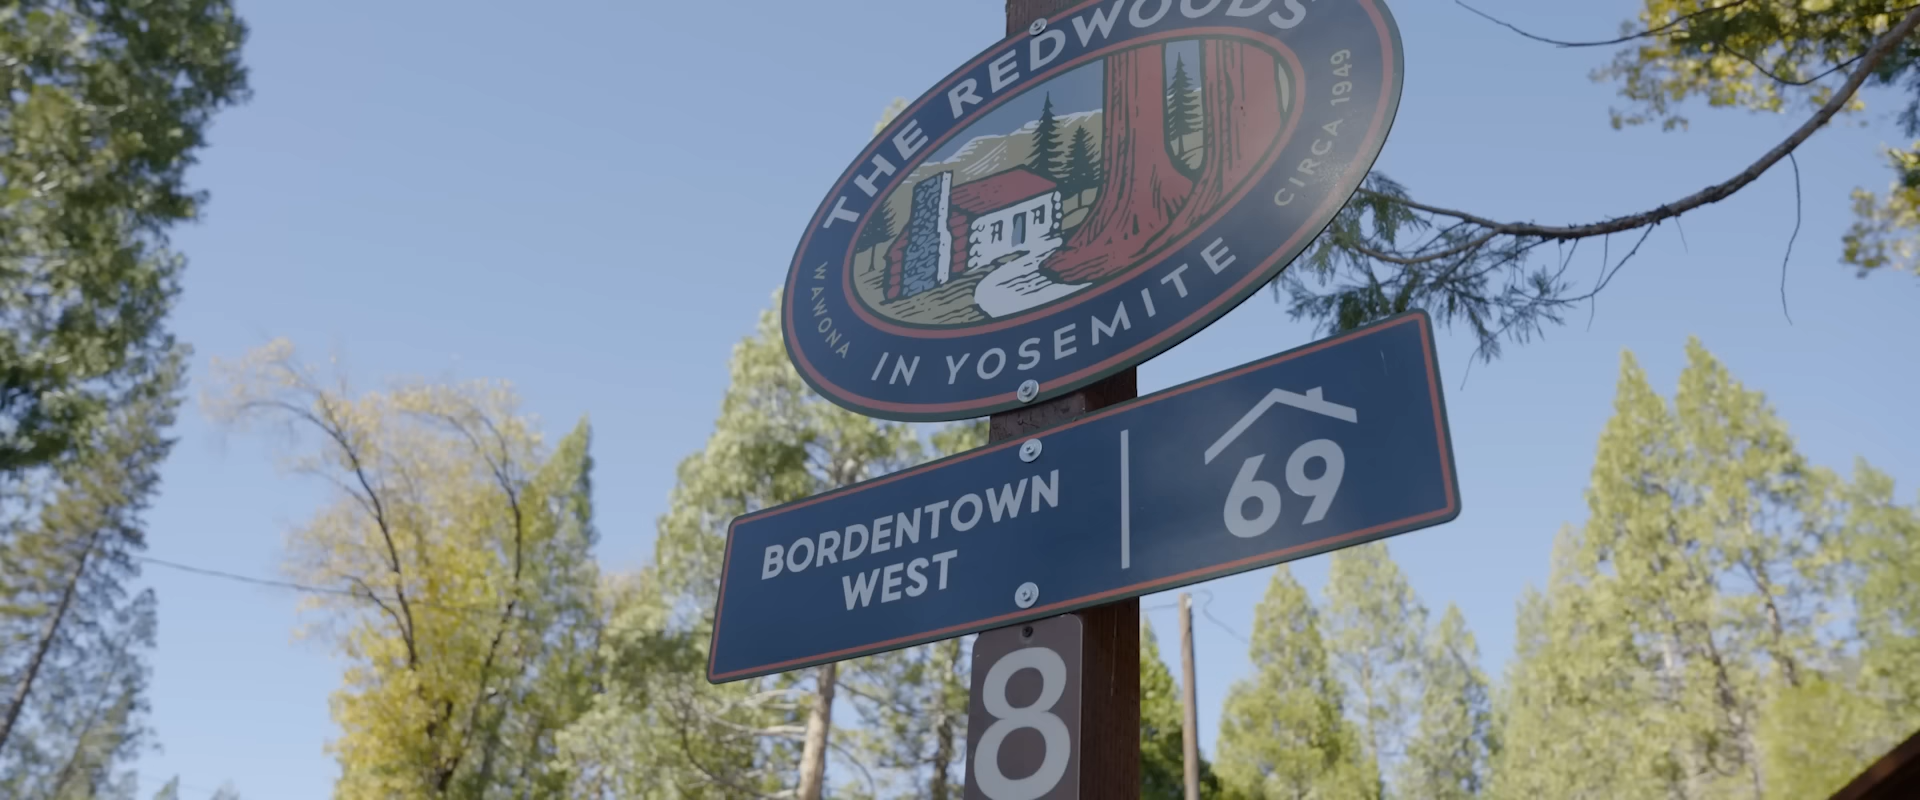 THE REDWOODS
CIRCA 1949
WAWONA
IN YOSEMITE
BORDENTOWN
WEST
69
8